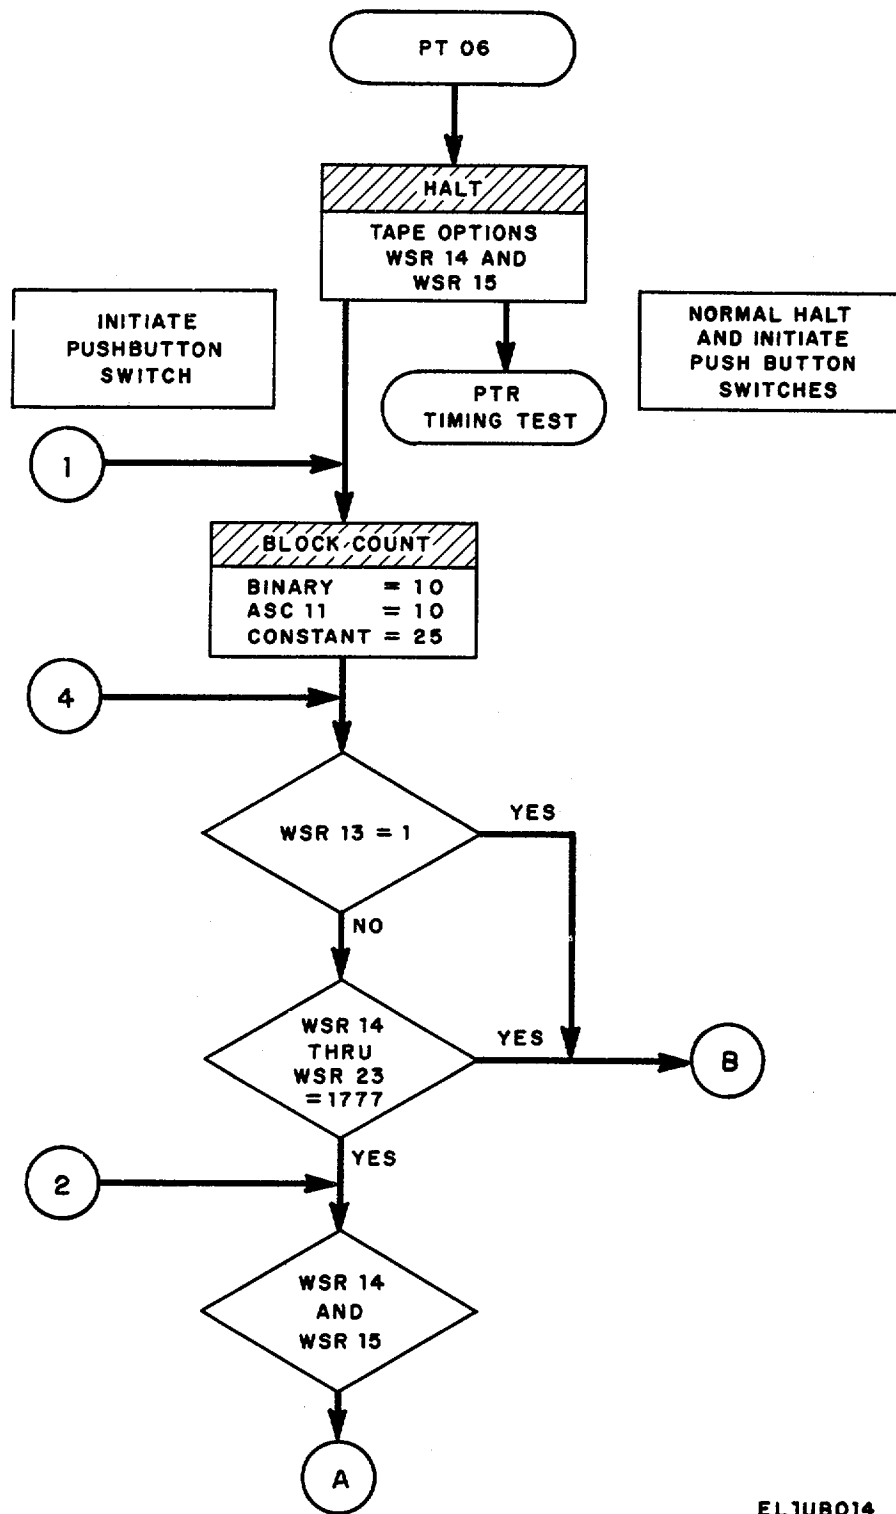 PT 06
HALT
TAPE OPTIONS
WSR 14 AND
WSR 15
INITIATE
PUSHBUTTON
SWITCH
NORMAL HALT
AND INITIATE
PUSH BUTTON
SWITCHES
PTR
TIMING TEST
1
BLOCK COUNT
BINARY = 10
ASC 11 = 10
CONSTANT = 25
4
WSR 13 = 1
YES
NO
WSR 14
THRU
WSR 23
=1777
YES
B
YES
2
WSR 14
AND
WSR 15
A
EL1UB014